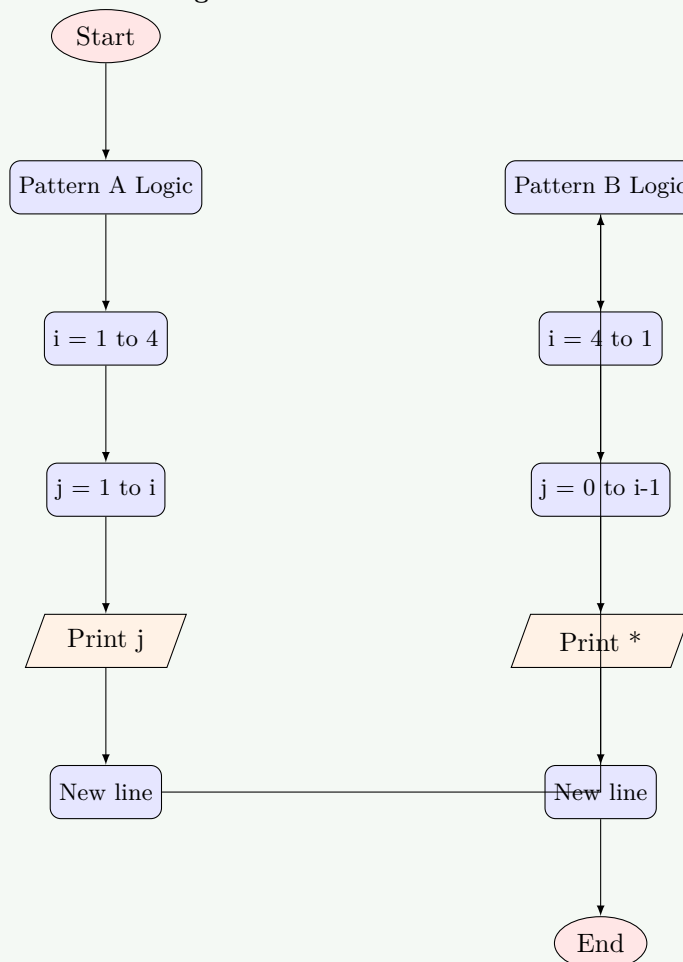 Start
Pattern A Logic
i = 1 to 4
j = 1 to i
Print j
New line
Pattern B Logic
i = 4 to 1
j = 0 to i-1
Print *
New line
End